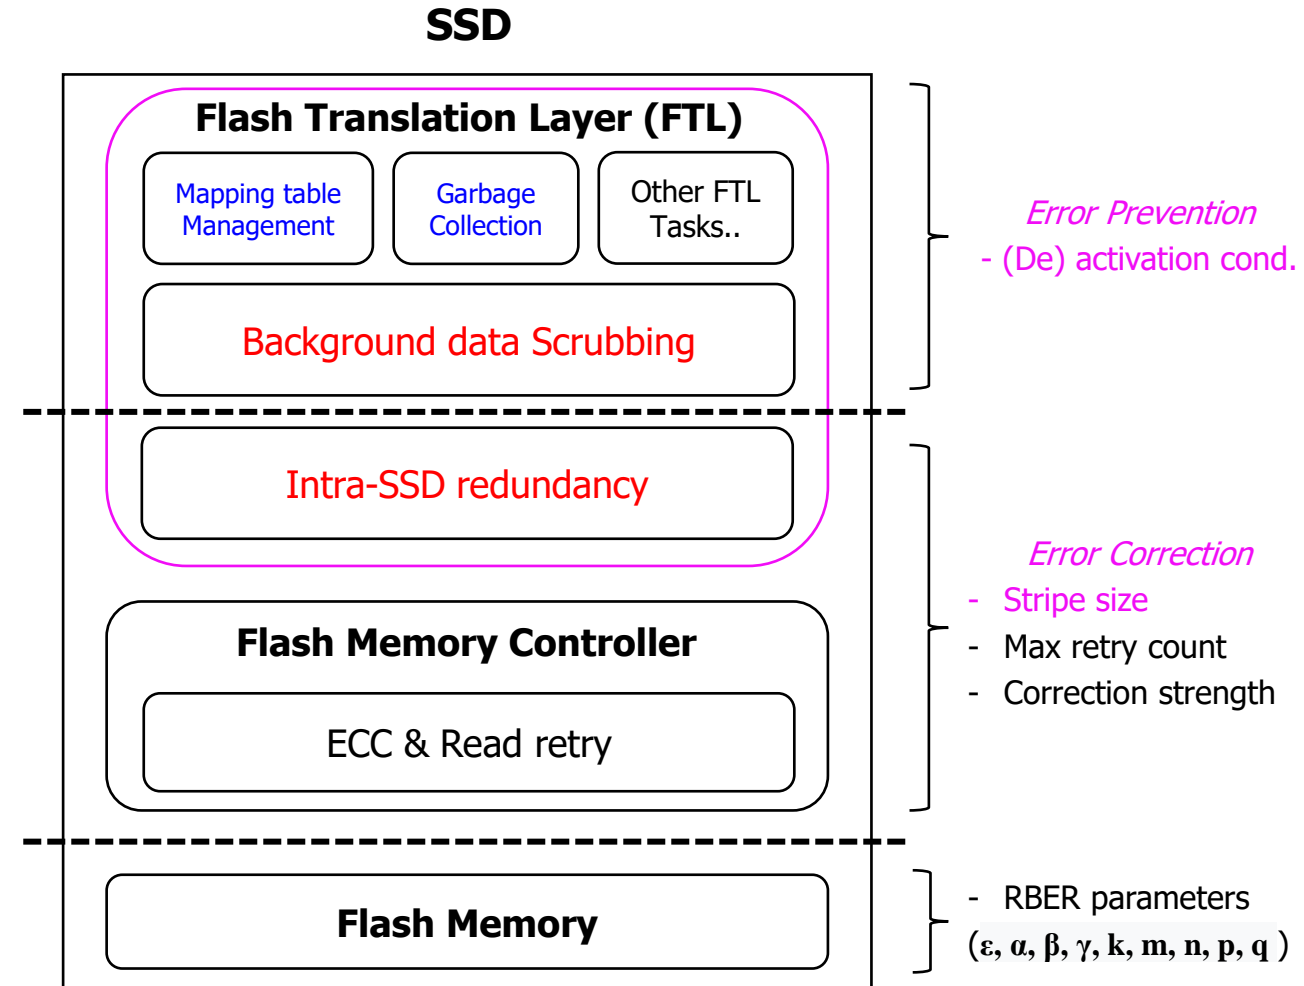 SSD
Flash Translation Layer (FTL)
Mapping table
Management
Garbage
Collection
Other FTL
Tasks..
Background data Scrubbing
Error Prevention
- (De) activation cond.
Intra-SSD redundancy
Flash Memory Controller
ECC & Read retry
Error Correction
- Stripe size
- Max retry count
- Correction strength
Flash Memory
- RBER parameters
(ε, α, β, γ, k, m, n, p, q )